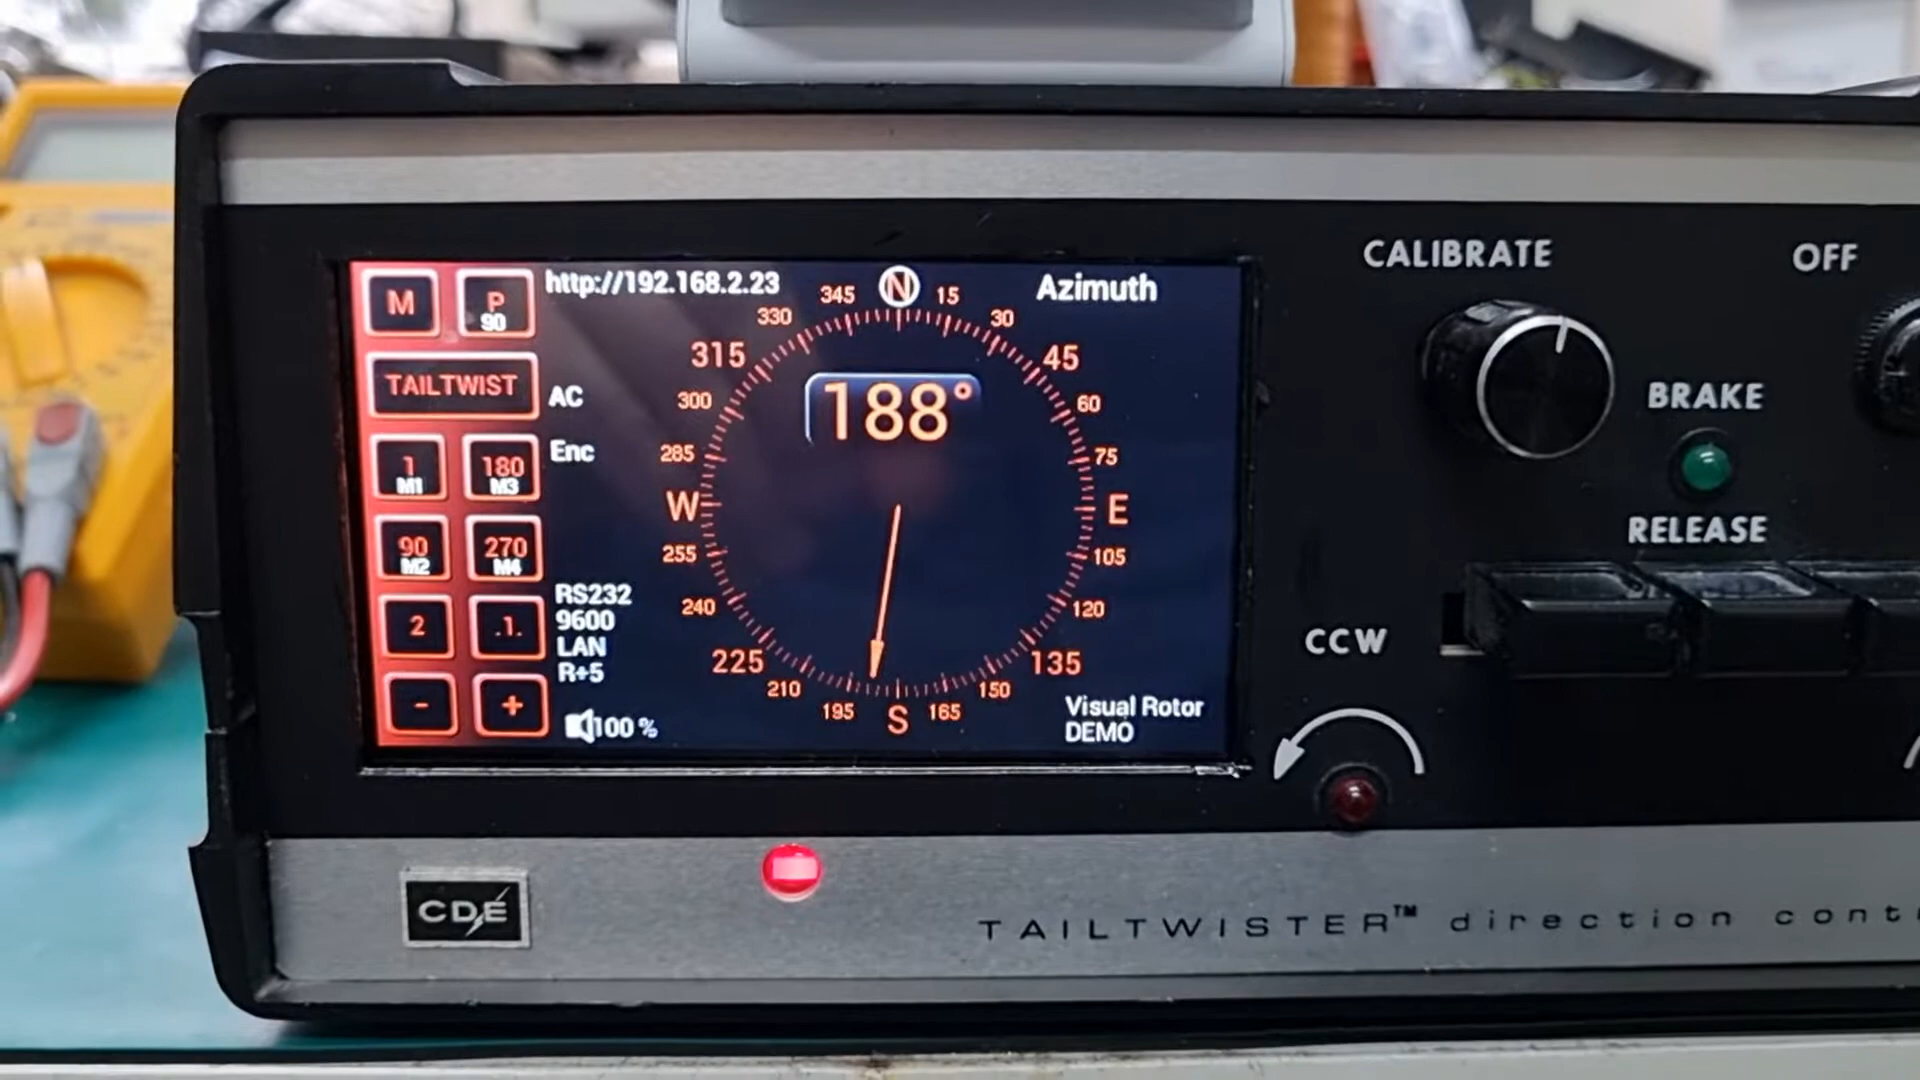 http://192.168.2.23
Azimuth
M
P
90
TAILTWIST
AC
Enc
1
M1
180
M3
90
M2
270
M4
2
.1.
-
+
RS232
9600
LAN
R+5
100 %
N
15
30
45
60
75
E
105
120
135
150
165
S
195
210
225
240
255
W
285
300
315
330
345
188°
Visual Rotor
DEMO
CALIBRATE
OFF
BRAKE
RELEASE
CCW
CDE
TAILTWISTER™ direction